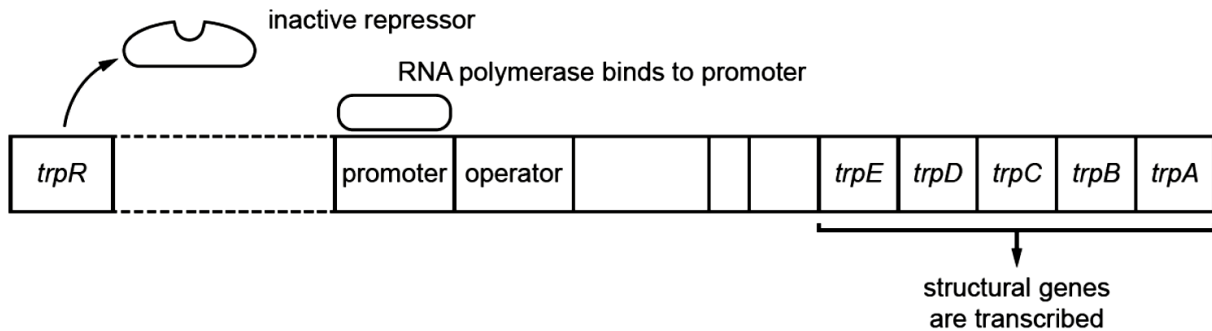 inactive repressor
RNA polymerase binds to promoter
trpR
promoter
operator
trpE
trpD
trpC
trpB
trpA
structural genes
are transcribed